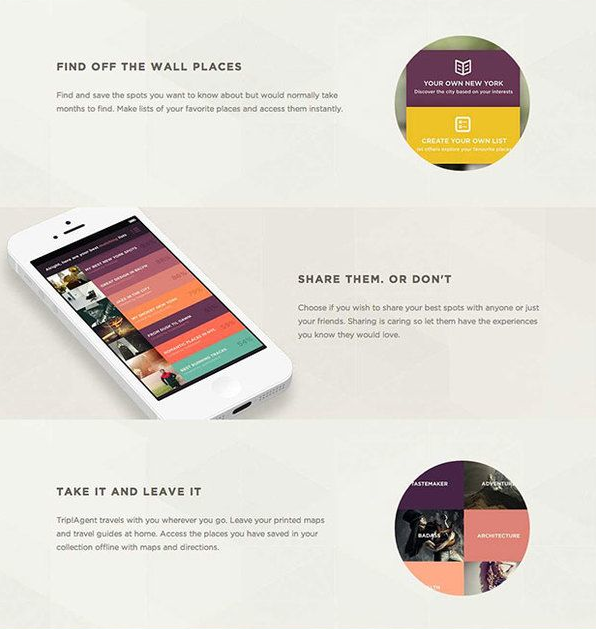 FIND OFF THE WALL PLACES
Find and save the spots you want to know about but would normally take
months to find. Make lists of your favorite places and access them instantly.
YOUR OWN NEW YORK
Discover the city based on your interests
CREATE YOUR OWN LIST
let others explore your favourite places
Alright, here are your best matching lists
MY BEST NEW YORK SPOTS
GREAT DESIGN IN BKLYN
JAZZ IN THE CITY
MY HIDDEN NEW YORK
FROM DUSK TIL DAWN
ROMANTIC PLACES IN
BEST RUNNING TRACKS
54%
SHARE THEM. OR DON'T
Choose if you wish to share your best spots with anyone or just
your friends. Sharing is caring so let them have the experiences
you know they would love.
TAKE IT AND LEAVE IT
Trip!Agent travels with you wherever you go. Leave your printed maps
and travel guides at home. Access the places you have saved in your
collection offline with maps and directions.
TASTEMAKER
ADVENTUR
BADASS
ARCHITECTURE